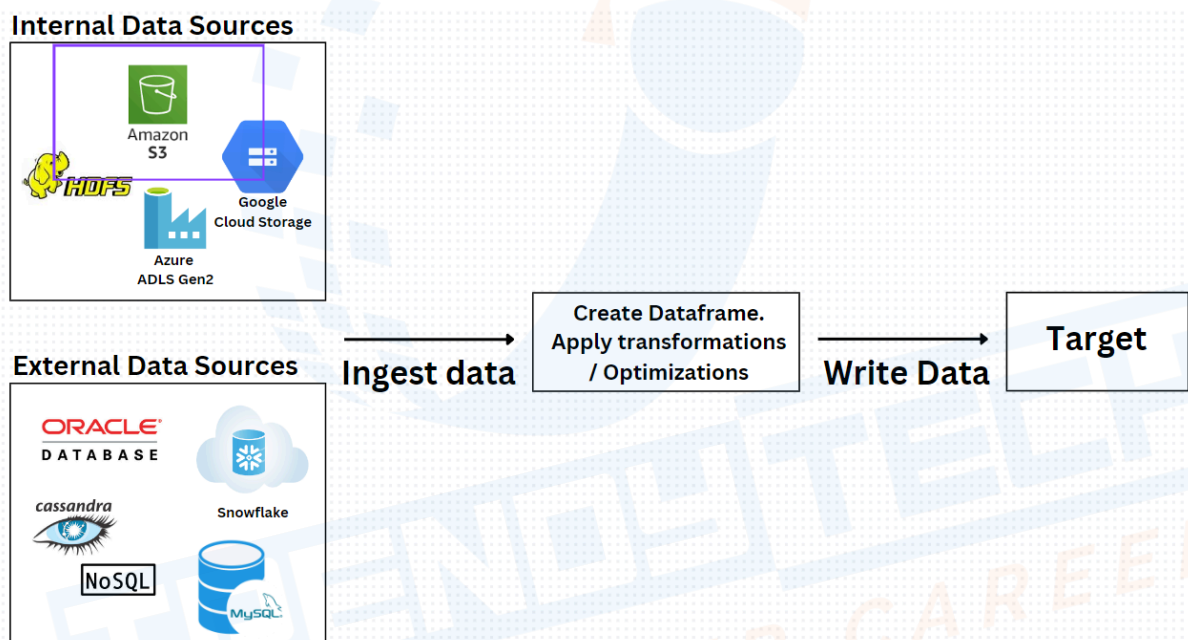 Internal Data Sources
Amazon
S3
HDFS
Google
Cloud Storage
Azure
ADLS Gen2
External Data Sources
ORACLE®
DATABASE
Snowflake
cassandra
NoSQL
MySQL
Ingest data
Create Dataframe.
Apply transformations
/ Optimizations
Write Data
Target